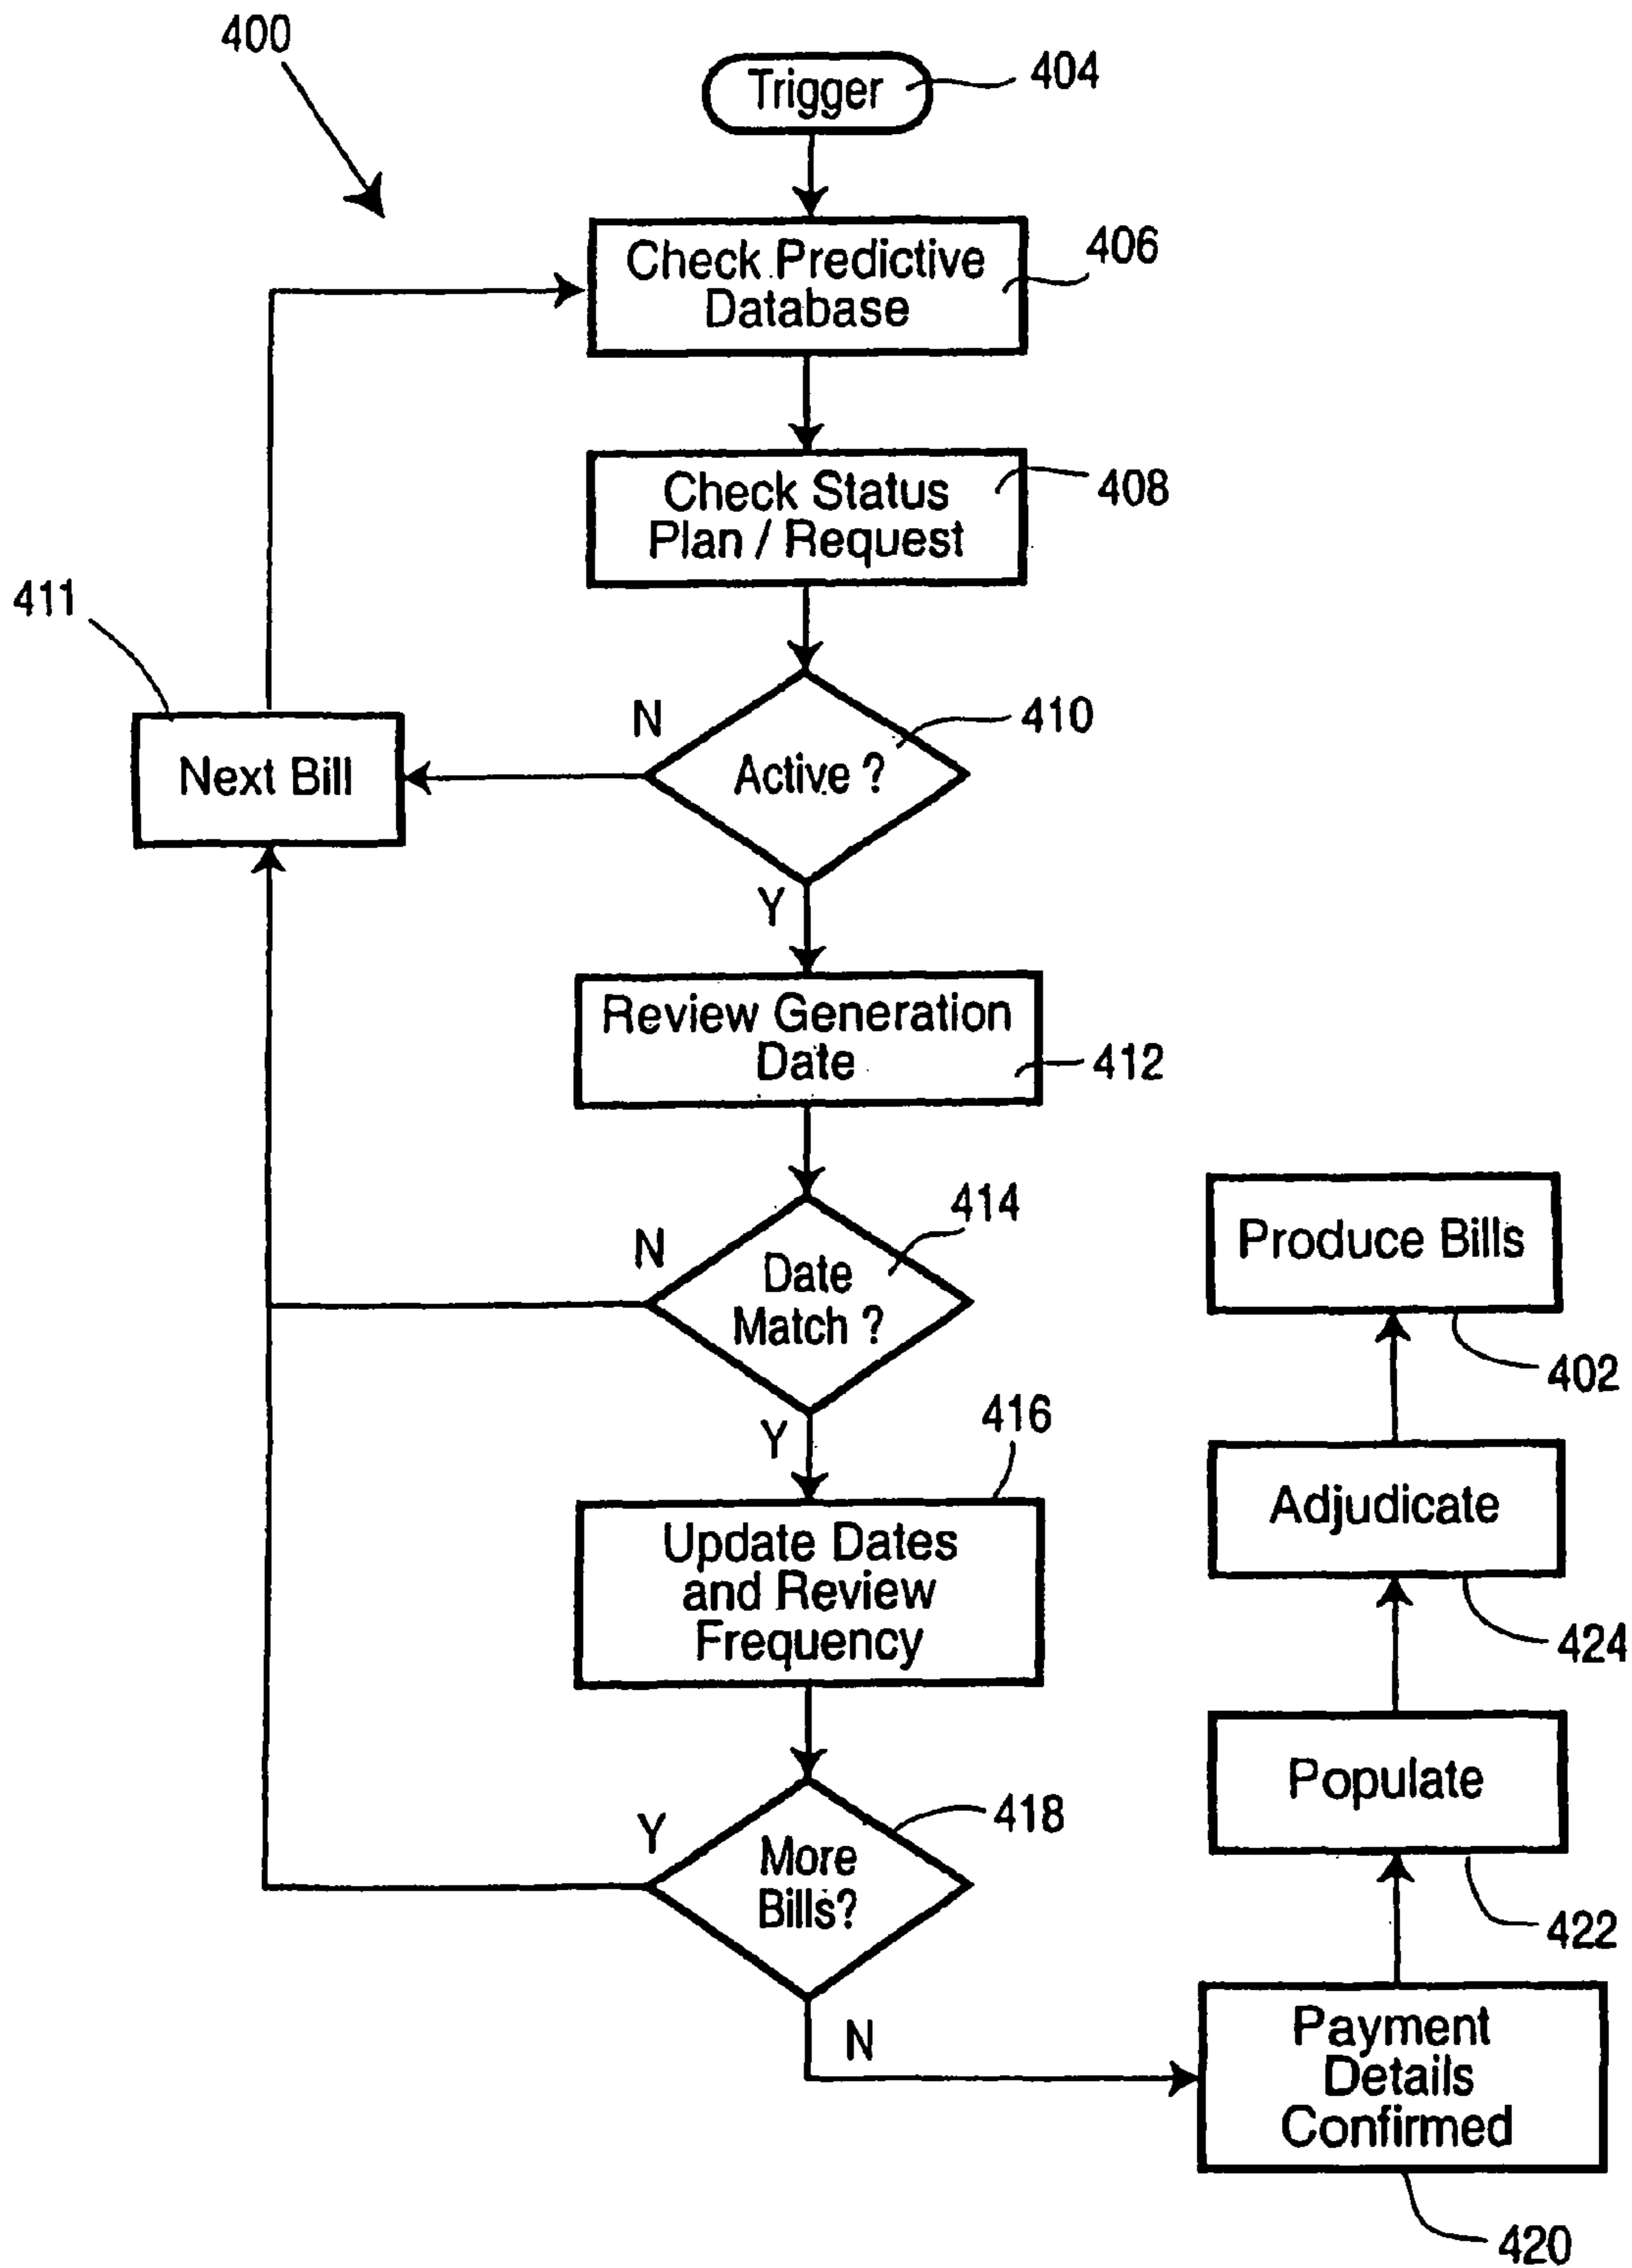 400
Trigger
404
Check Predictive
Database
406
Check Status
Plan / Request
408
411
Next Bill
N
Active ?
410
Y
Review Generation
Date
412
N
Date
Match ?
414
Y
416
Update Dates
and Review
Frequency
Y
More
Bills?
418
N
Payment
Details
Confirmed
420
Populate
422
Adjudicate
424
Produce Bills
402